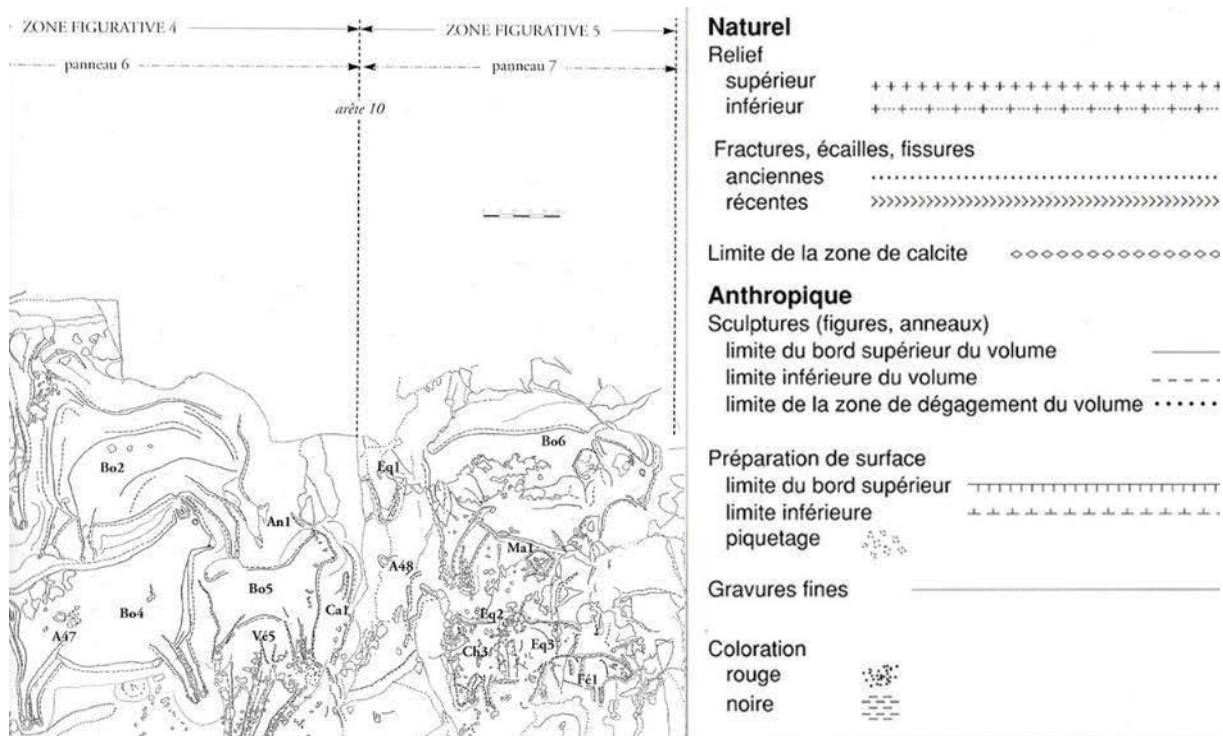 ZONE FIGURATIVE 4
ZONE FIGURATIVE 5
panneau 6
panneau 7
arête 10
Bo2
Eq1
Bo6
An1
Ma1
A48
Bo5
Bo4
Ca1
Eq2
A47
Vé5
Ch3
Eq3
Fé1
Naturel
Relief
supérieur
inférieur
Fractures, écailles, fissures
anciennes
récentes
Limite de la zone de calcite
Anthropique
Sculptures (figures, anneaux)
limite du bord supérieur du volume
limite inférieure du volume
limite de la zone de dégagement du volume
Préparation de surface
limite du bord supérieur
limite inférieure
piquetage
Gravures fines
Coloration
rouge
noire